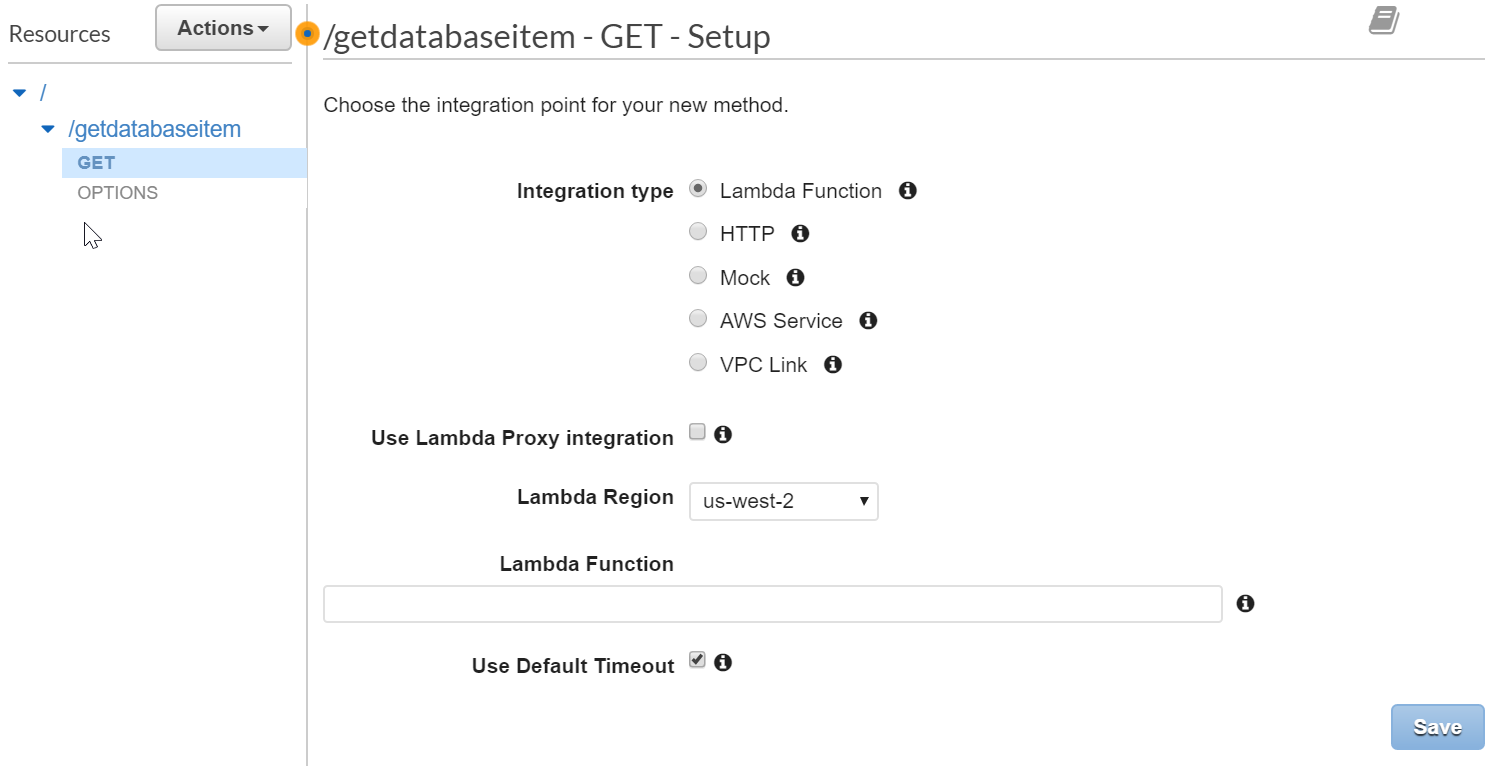 Resources
Actions
/
/getdatabaseitem
GET
OPTIONS
/getdatabaseitem - GET - Setup
Choose the integration point for your new method.
Integration type
Lambda Function
HTTP
Mock
AWS Service
VPC Link
Use Lambda Proxy integration
Lambda Region us-west-2
Lambda Function
Use Default Timeout
Save